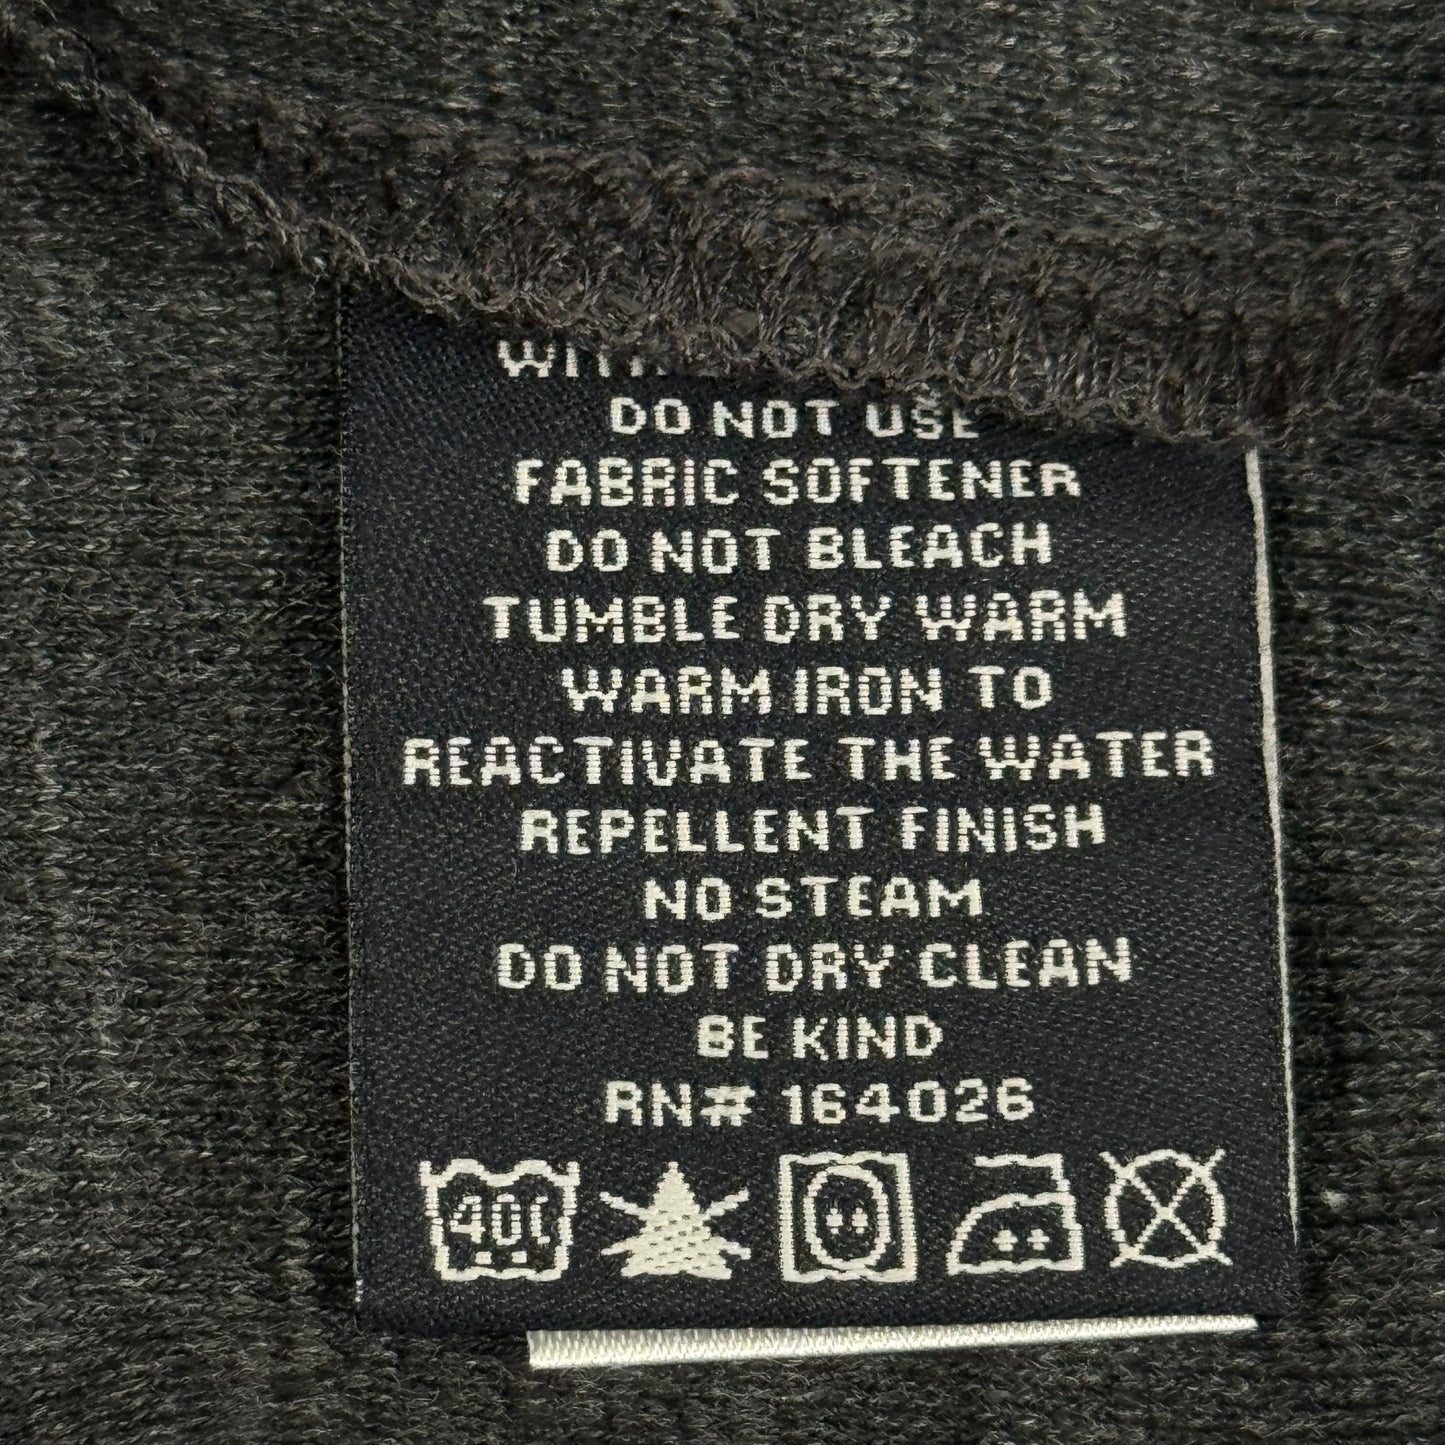 DO NOT USE
FABRIC SOFTENER
DO NOT BLEACH
TUMBLE DRY WARM
WARM IRON TO
REACTIVATE THE WATER
REPELLENT FINISH
NO STEAM
DO NOT DRY CLEAN
BE KIND
RN# 164026
40C